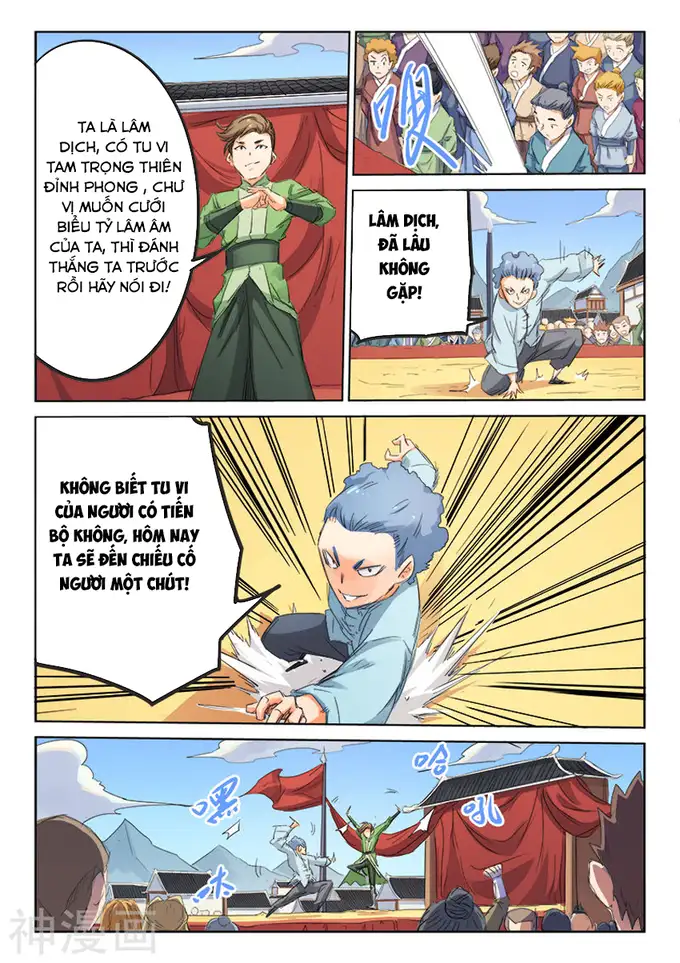 TA LÀ LÂM
DỊCH, CÓ TU VI
TAM TRỌNG THIÊN
ĐỈNH PHONG , CHƯ
VỊ MUỐN CƯỚI
BIỂU TỶ LÂM ÂM
CỦA TA, THÌ ĐÁNH
THẮNG TA TRƯỚC
RỒI HÃY NÓI ĐI!
嗖
LÂM DỊCH,
ĐÃ LÂU
KHÔNG
GẶP!
KHÔNG BIẾT TU VI
CỦA NGƯƠI CÓ TIẾN
BỘ KHÔNG, HÔM NAY
TA SẼ ĐẾN CHIẾU CỐ
NGƯƠI MỘT CHÚT!
嘿
哈
吼
神漫画